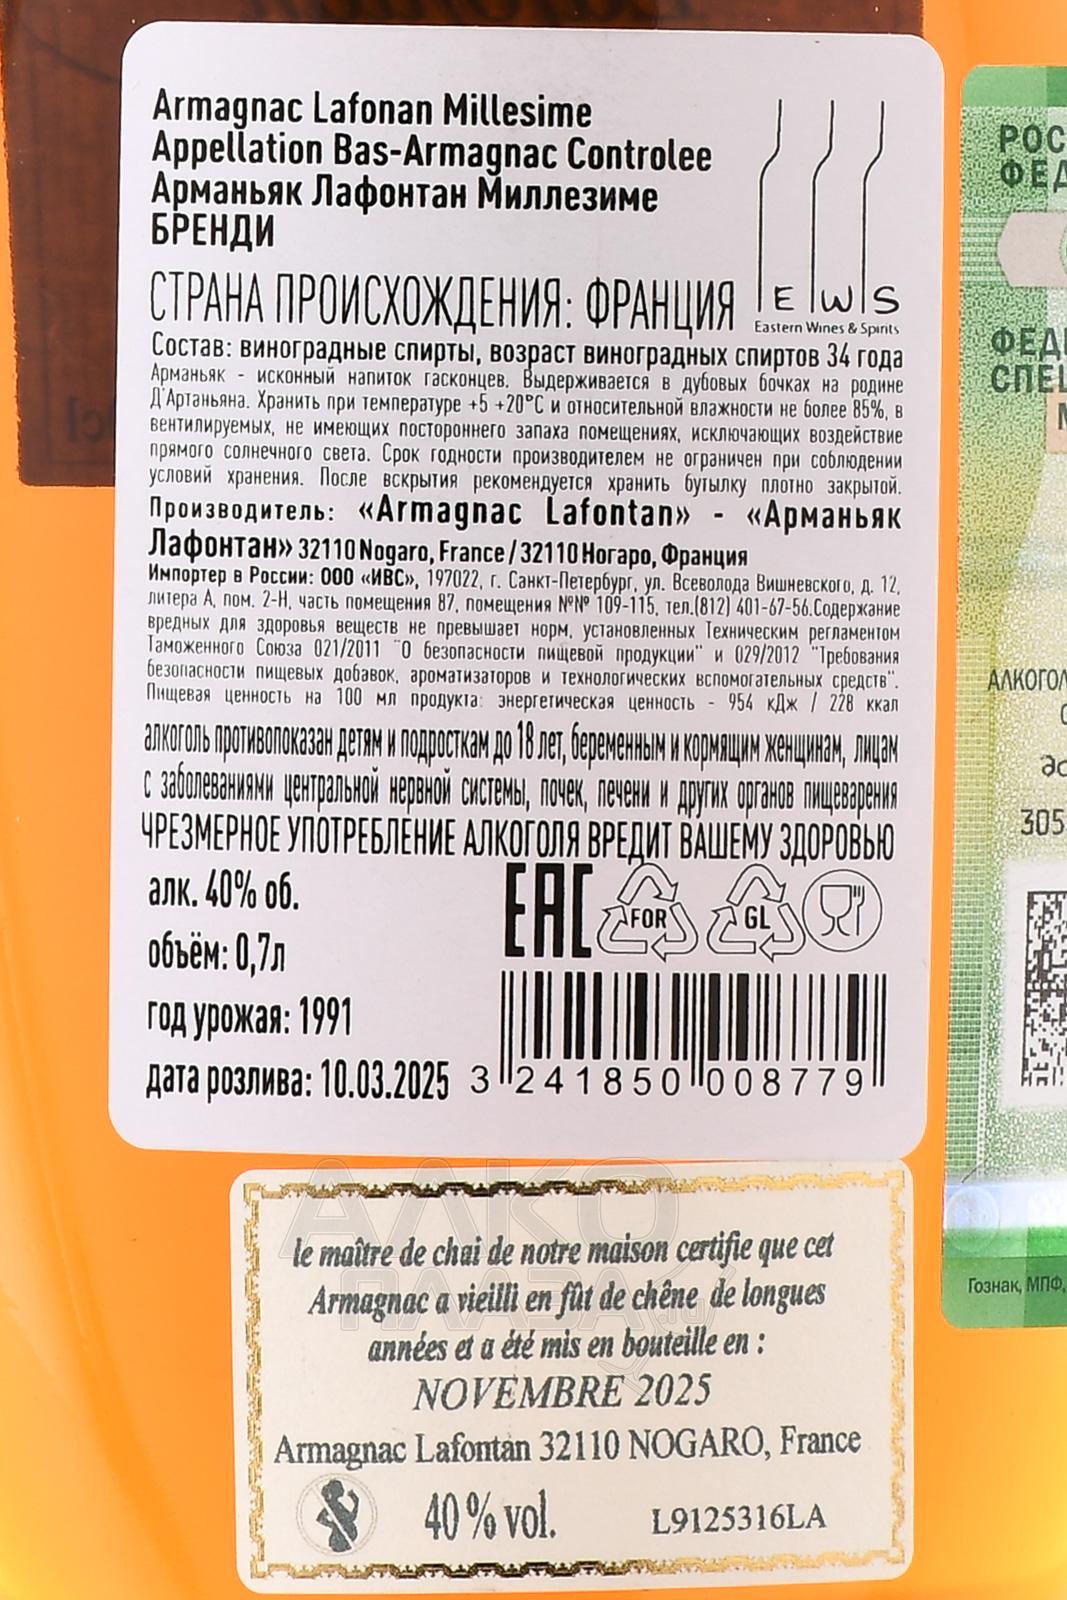 Armagnac Lafonan Millesime
Appellation Bas-Armagnac Controlee
Арманьяк Лафонтан Миллезиме
БРЕНДИ
E W S
Eastern Wines & Spirits
СТРАНА ПРОИСХОЖДЕНИЯ: ФРАНЦИЯ
Состав: виноградные спирты, возраст виноградных спиртов 34 года
Арманьяк - исконный напиток гасконцев. Выдерживается в дубовых бочках на родине
Д'Артаньяна. Хранить при температуре +5 +20°С и относительной влажности не более 85%, в
вентилируемых, не имеющих постороннего запаха помещениях, исключающих воздействие
прямого солнечного света. Срок годности производителем не ограничен при соблюдении
условий хранения. После вскрытия рекомендуется хранить бутылку плотно закрытой.
Производитель: «Armagnac Lafontan» - «Арманьяк
Лафонтан» 32110 Nogaro, France / 32110 Ногаро, Франция
Импортер в России: ООО «ИВС», 197022, г. Санкт-Петербург, ул. Всеволода Вишневского, д. 12,
литера А, пом. 2-Н, часть помещения 87, помещения №№ 109-115, тел.(812) 401-67-56.Содержание
вредных для здоровья веществ не превышает норм, установленных Техническим регламентом
Таможенного Союза 021/2011 "О безопасности пищевой продукции" и 029/2012 "Требования
безопасности пищевых добавок, ароматизаторов и технологических вспомогательных средств".
Пищевая ценность на 100 мл продукта: энергетическая ценность - 954 кДж / 228 ккал
алкоголь противопоказан детям и подросткам до 18 лет, беременным и кормящим женщинам, лицам
с заболеваниями центральной нервной системы, почек, печени и других органов пищеварения
ЧРЕЗМЕРНОЕ УПОТРЕБЛЕНИЕ АЛКОГОЛЯ ВРЕДИТ ВАШЕМУ ЗДОРОВЬЮ
алк. 40% об.
объём: 0,7л
год урожая: 1991
дата розлива: 10.03.2025
EAC
FOR
GL
3 241850 008779
le maître de chai de notre maison certifie que cet
Armagnac a vieilli en fût de chêne de longues
années et a été mis en bouteille en :
NOVEMBRE 2025
Armagnac Lafontan 32110 NOGARO, France
40 % vol.
L9125316LA
РОС
ФЕД
ФЕД
СПЕЦ
М
АЛКОГОЛ
305
Гознак, МПФ,
АЛКО
ПЛАЗА